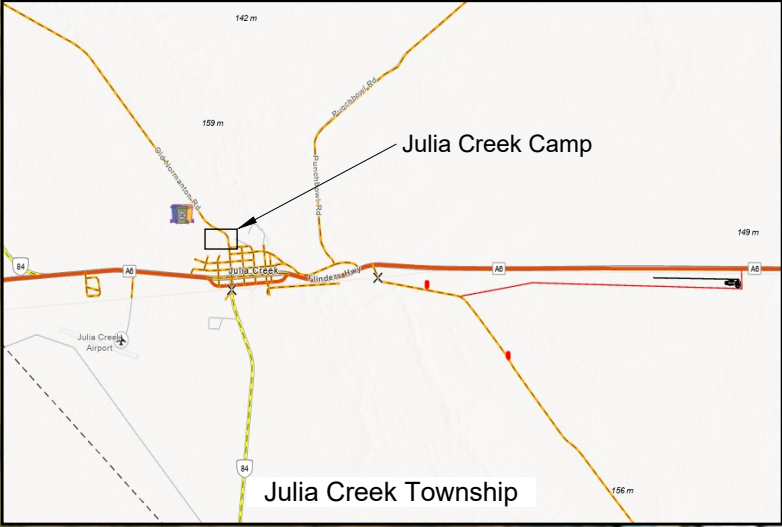 142 m
159 m
Punchbowl Rd
Julia Creek Camp
Old Normanton Rd
Punchbowl Rd
149 m
84
A6
Julia Creek
Flinders Hwy
A6
A6
Julia Creek
Airport
84
Julia Creek Township
156 m